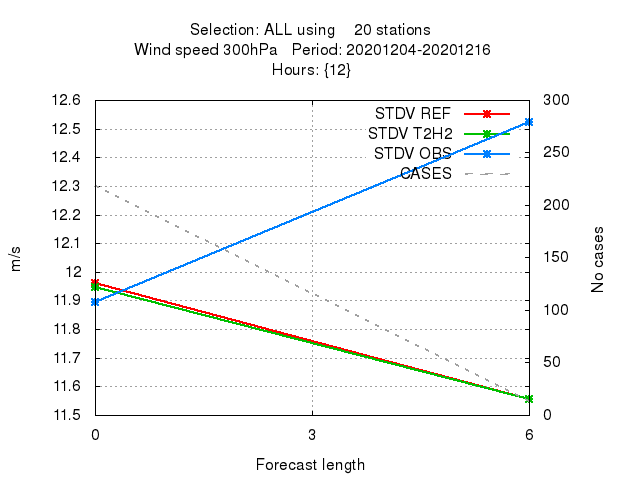 Selection: ALL using 20 stations
Wind speed 300hPa Period: 20201204-20201216
Hours: {12}
12.6
12.5
12.4
12.3
12.2
12.1
12
11.9
11.8
11.7
11.6
11.5
m/s
STDV REF
STDV T2H2
STDV OBS
CASES
300
250
200
150
100
50
0
No cases
0
3
6
Forecast length